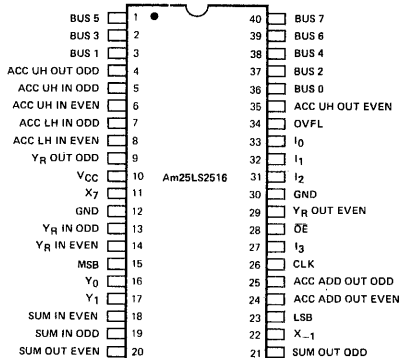 BUS 5 1 40 BUS 7
BUS 3 2 39 BUS 6
BUS 1 3 38 BUS 4
ACC UH OUT ODD 4 37 BUS 2
ACC UH IN ODD 5 36 BUS 0
ACC UH IN EVEN 6 35 ACC UH OUT EVEN
ACC LH IN ODD 7 34 OVFL
ACC LH IN EVEN 8 33 I0
YR OUT ODD 9 32 I1
VCC 10 Am25LS2516 31 I2
X7 11 30 GND
GND 12 29 YR OUT EVEN
YR IN ODD 13 28 O̅E̅
YR IN EVEN 14 27 I3
MSB 15 26 CLK
Y0 16 25 ACC ADD OUT ODD
Y1 17 24 ACC ADD OUT EVEN
SUM IN EVEN 18 23 LSB
SUM IN ODD 19 22 X−1
SUM OUT EVEN 20 21 SUM OUT ODD